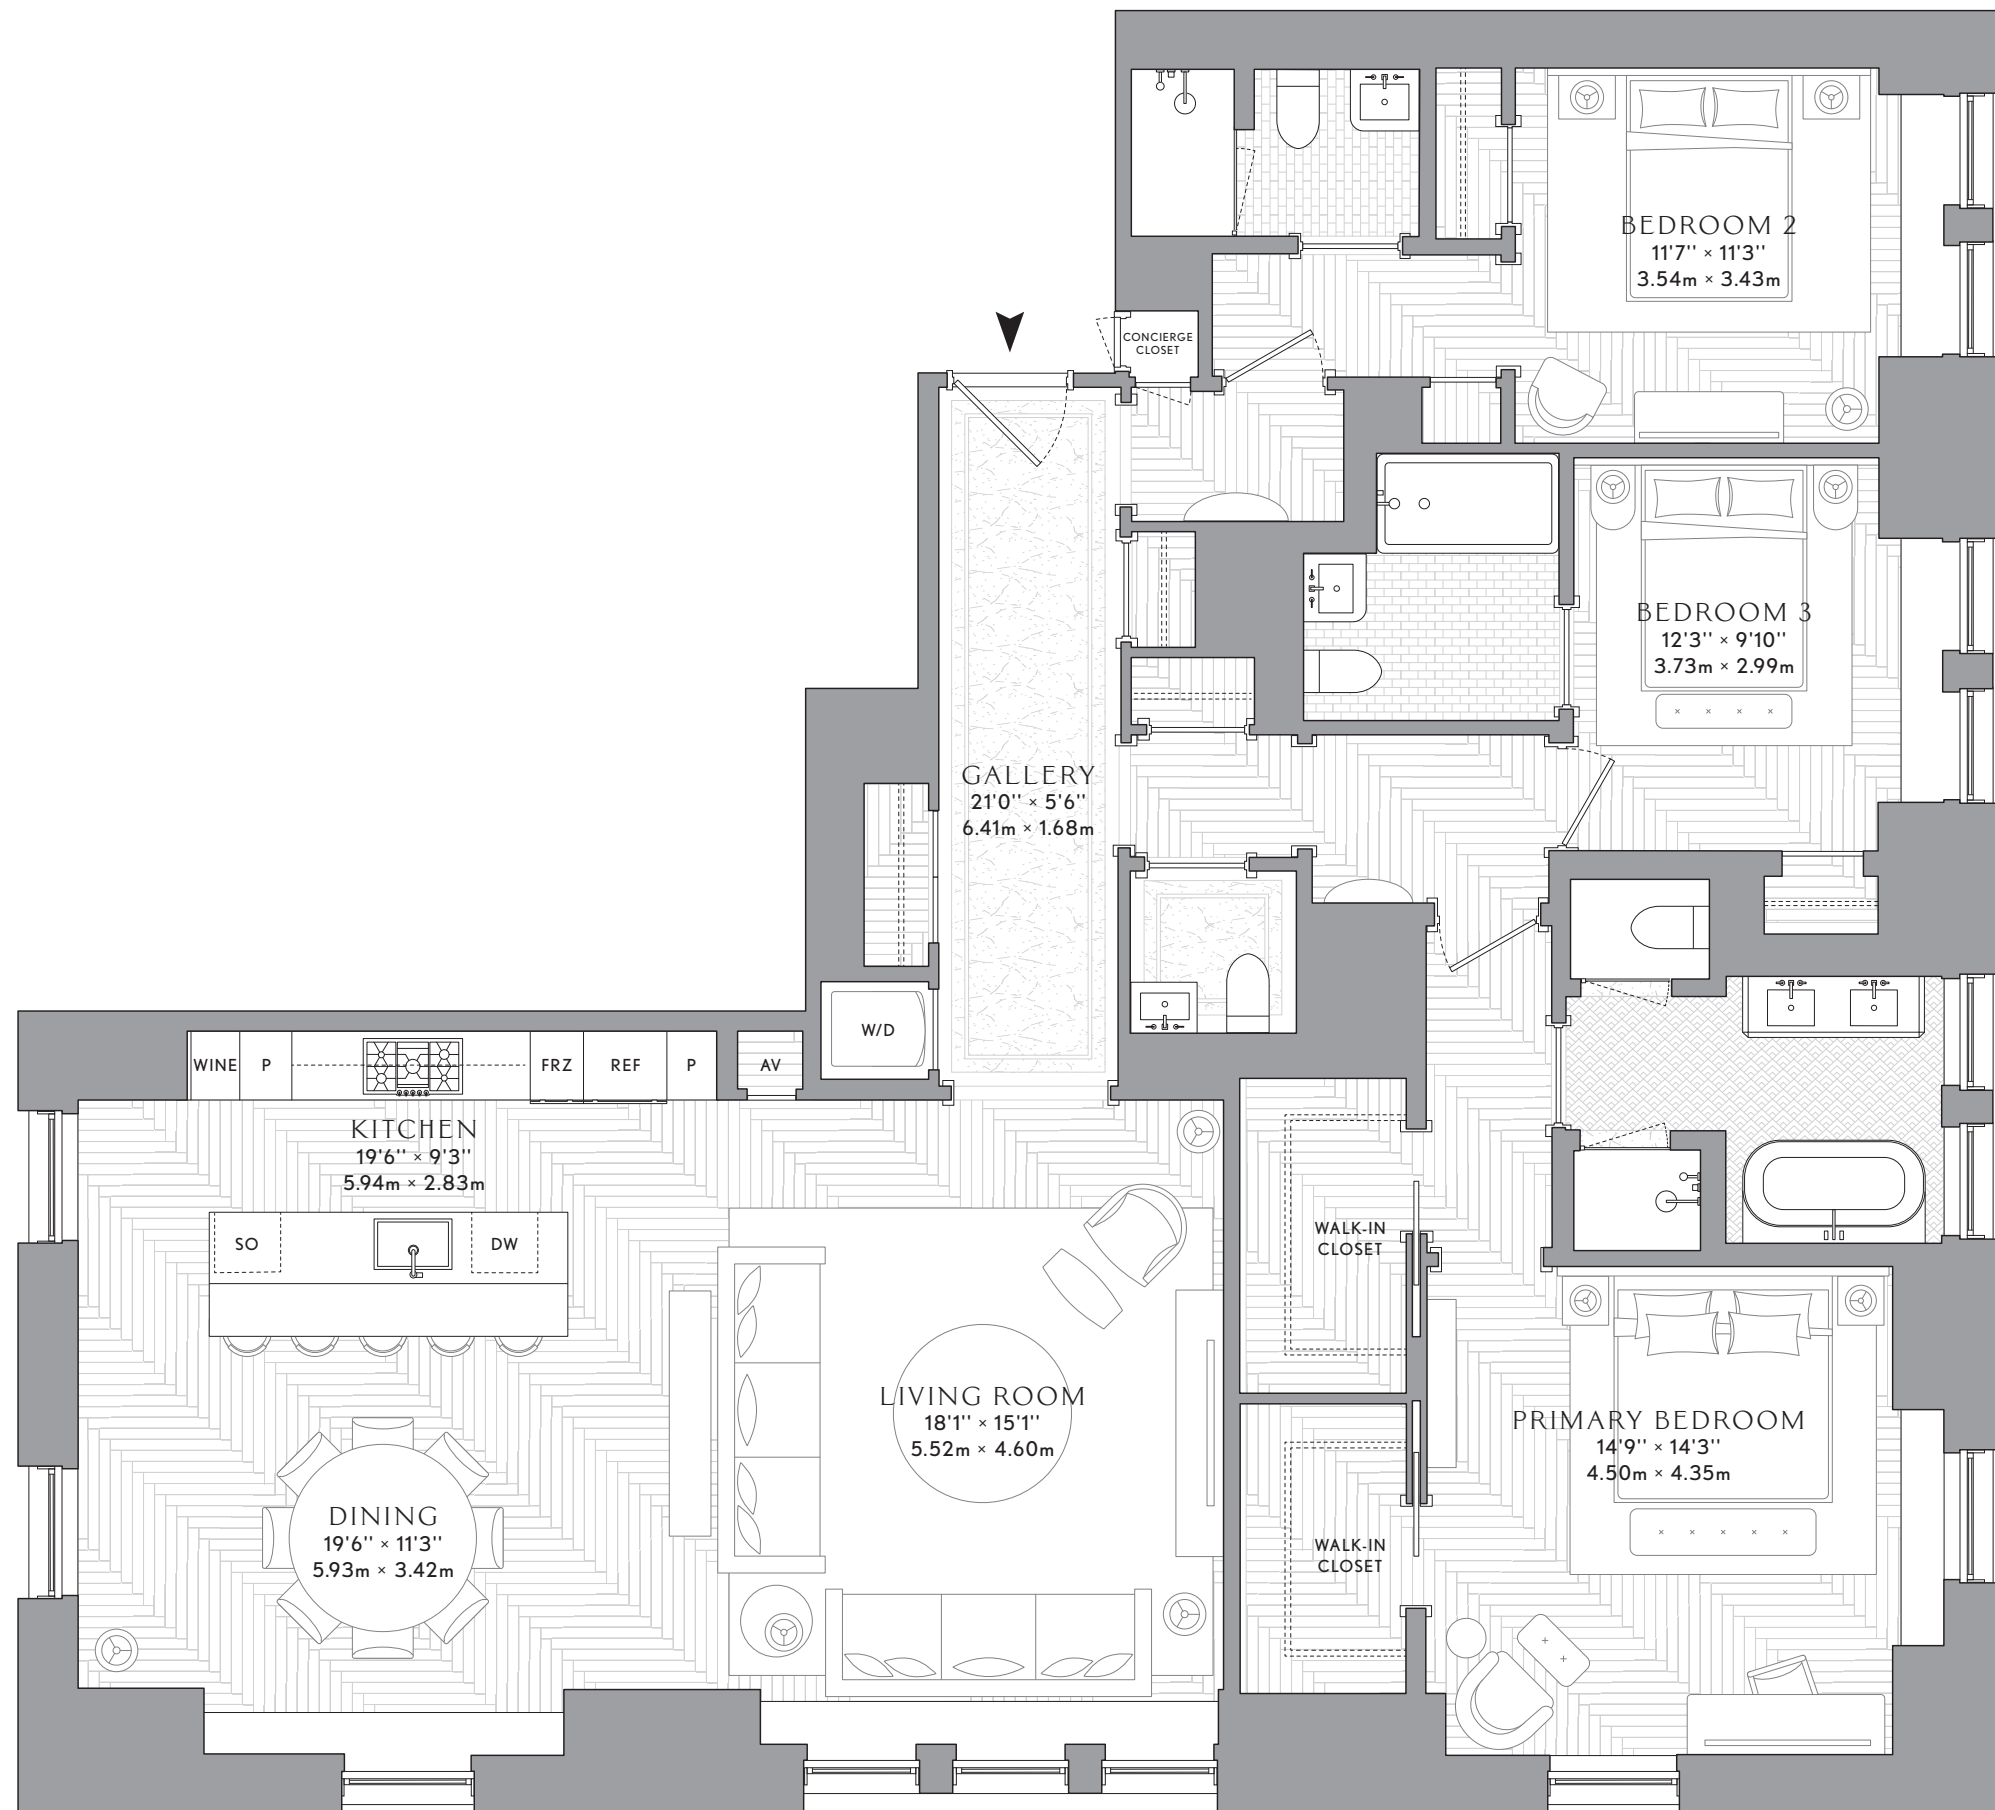 BEDROOM 2
11'7'' × 11'3''
3.54m × 3.43m
CONCIERGE
CLOSET
BEDROOM 3
12'3'' × 9'10''
3.73m × 2.99m
GALLERY
21'0'' × 5'6''
6.41m × 1.68m
W/D
WINE
P
FRZ
REF
P
AV
KITCHEN
19'6'' × 9'3''
5.94m × 2.83m
SO
DW
WALK-IN
CLOSET
LIVING ROOM
18'1'' × 15'1''
5.52m × 4.60m
PRIMARY BEDROOM
14'9'' × 14'3''
4.50m × 4.35m
DINING
19'6'' × 11'3''
5.93m × 3.42m
WALK-IN
CLOSET